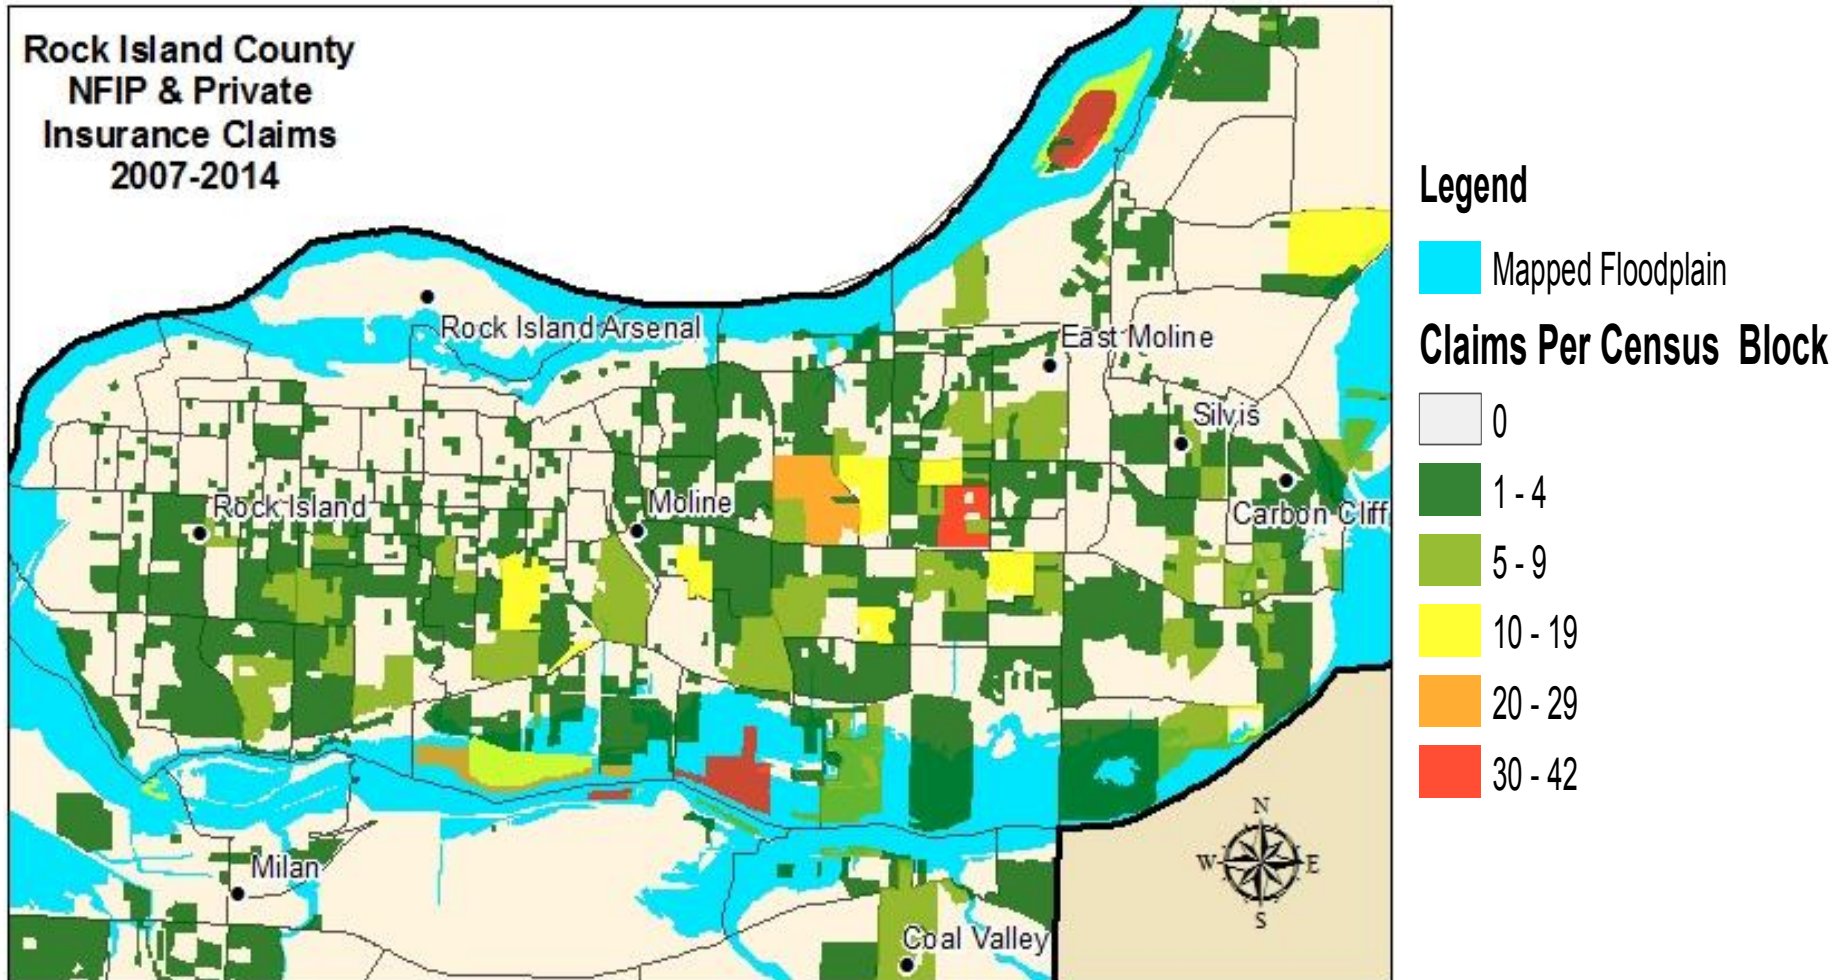 Rock Island County
NFIP & Private
Insurance Claims
2007-2014
Rock Island Arsenal
East Moline
Silvis
Carbon Cliff
Rock Island
Moline
Milan
Coal Valley
N
W
E
S
Legend
Mapped Floodplain
Claims Per Census Block
0
1 - 4
5 - 9
10 - 19
20 - 29
30 - 42